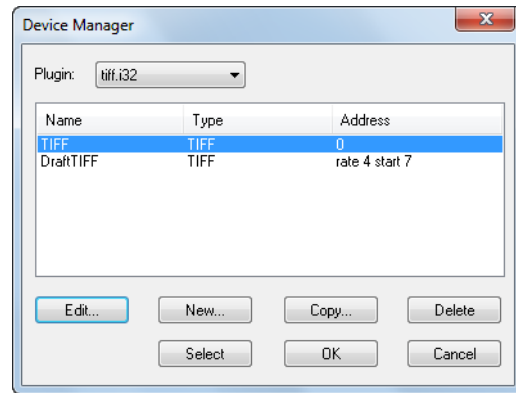 Device Manager
Plugin: tiff.i32
Name Type Address
TIFF TIFF 0
DraftTIFF TIFF rate 4 start 7
Edit... New... Copy... Delete
Select OK Cancel